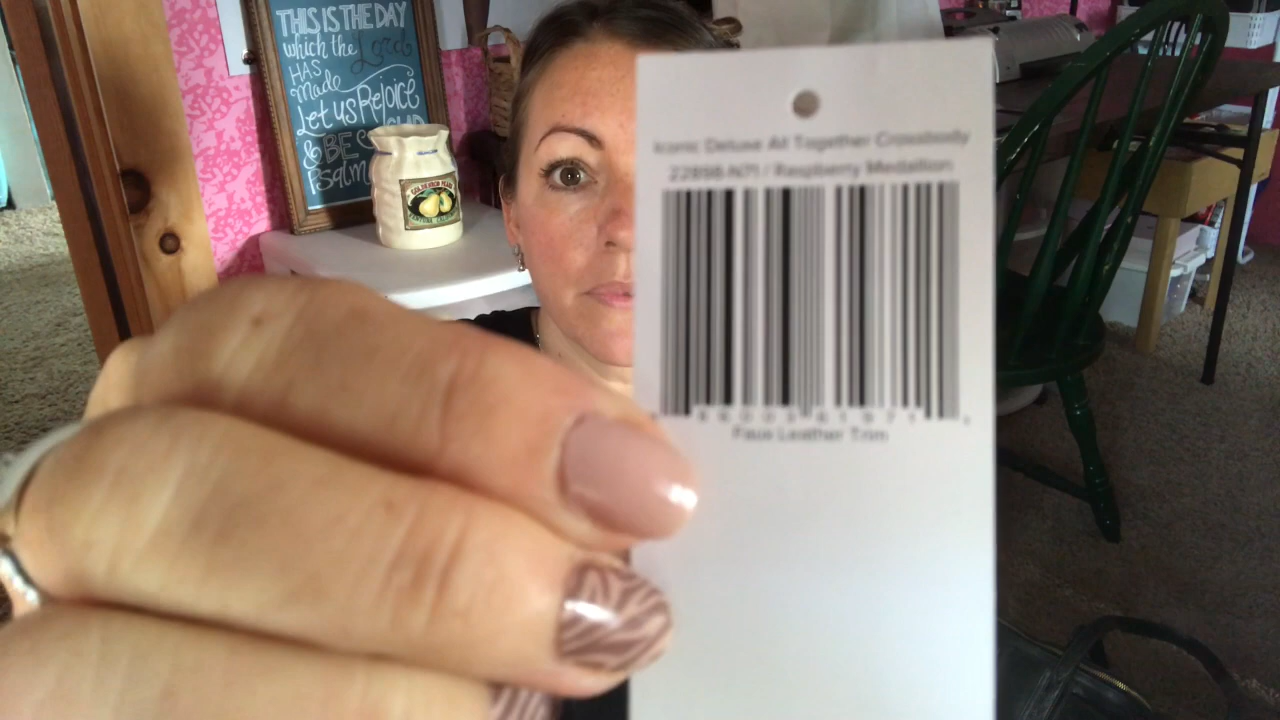 THIS IS THE DAY
which the Lord
HAS
made
Let us Rejoice
& BE
Psalm
Iconic Deluxe All Together Crossbody
22898-N71 / Raspberry Medallion
Faux Leather Trim